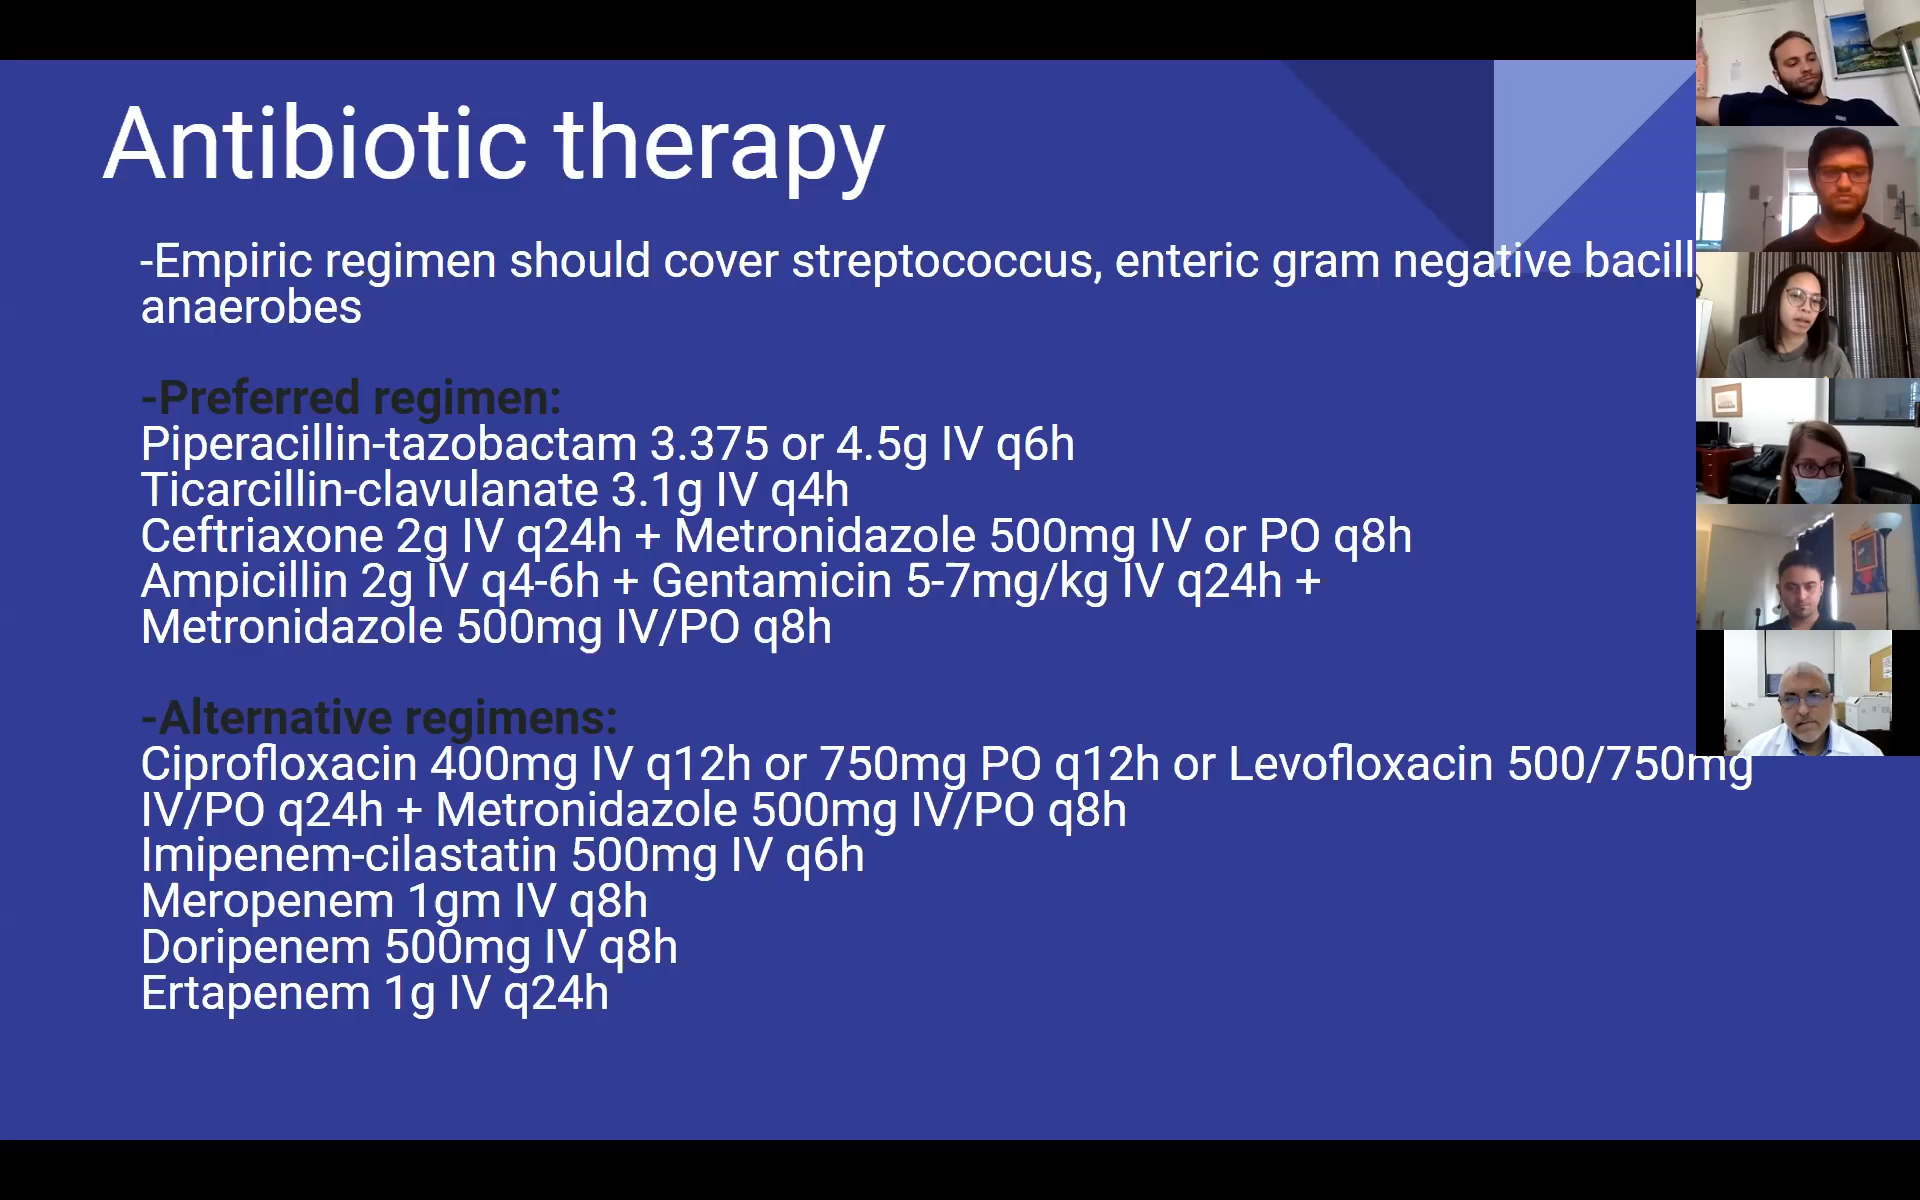 Antibiotic therapy
-Empiric regimen should cover streptococcus, enteric gram negative bacill
anaerobes
-Preferred regimen:
Piperacillin-tazobactam 3.375 or 4.5g IV q6h
Ticarcillin-clavulanate 3.1g IV q4h
Ceftriaxone 2g IV q24h + Metronidazole 500mg IV or PO q8h
Ampicillin 2g IV q4-6h + Gentamicin 5-7mg/kg IV q24h +
Metronidazole 500mg IV/PO q8h
-Alternative regimens:
Ciprofloxacin 400mg IV q12h or 750mg PO q12h or Levofloxacin 500/750mg
IV/PO q24h + Metronidazole 500mg IV/PO q8h
Imipenem-cilastatin 500mg IV q6h
Meropenem 1gm IV q8h
Doripenem 500mg IV q8h
Ertapenem 1g IV q24h